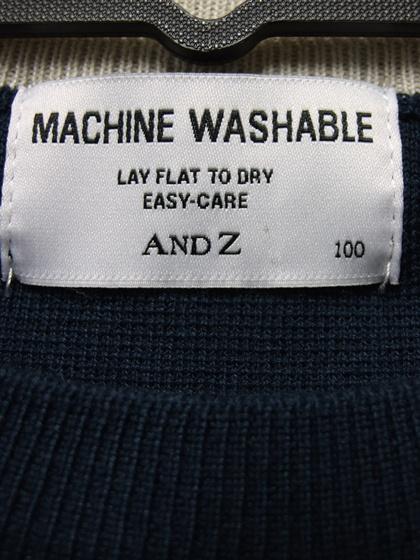 MACHINE WASHABLE
LAY FLAT TO DRY
EASY-CARE
AND Z 100